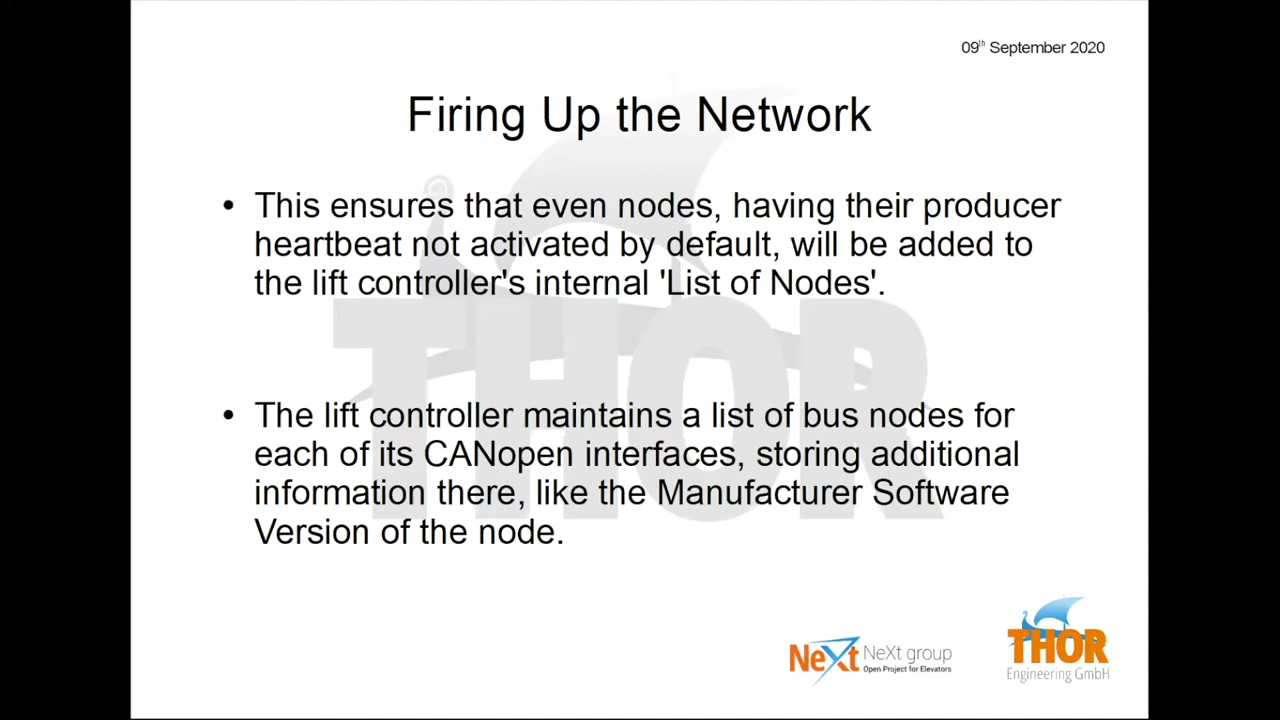 09th September 2020
Firing Up the Network
• This ensures that even nodes, having their producer
heartbeat not activated by default, will be added to
the lift controller's internal 'List of Nodes'.
• The lift controller maintains a list of bus nodes for
each of its CANopen interfaces, storing additional
information there, like the Manufacturer Software
Version of the node.
THOR
NeXt NeXt group
Open Project for Elevators
THOR
Engineering GmbH